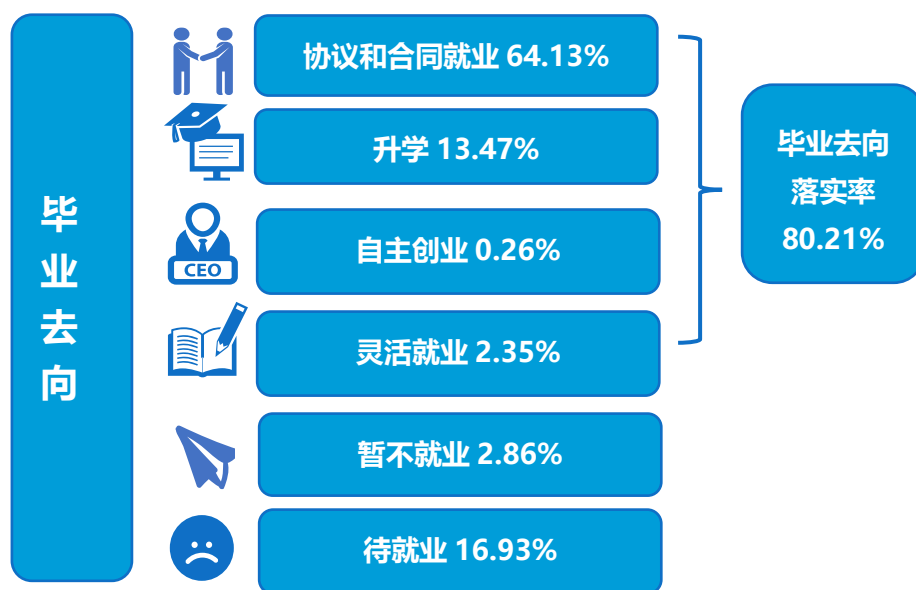 毕业去向
协议和合同就业 64.13%
升学 13.47%
CEO
自主创业 0.26%
灵活就业 2.35%
暂不就业 2.86%
待就业 16.93%
毕业去向
落实率
80.21%